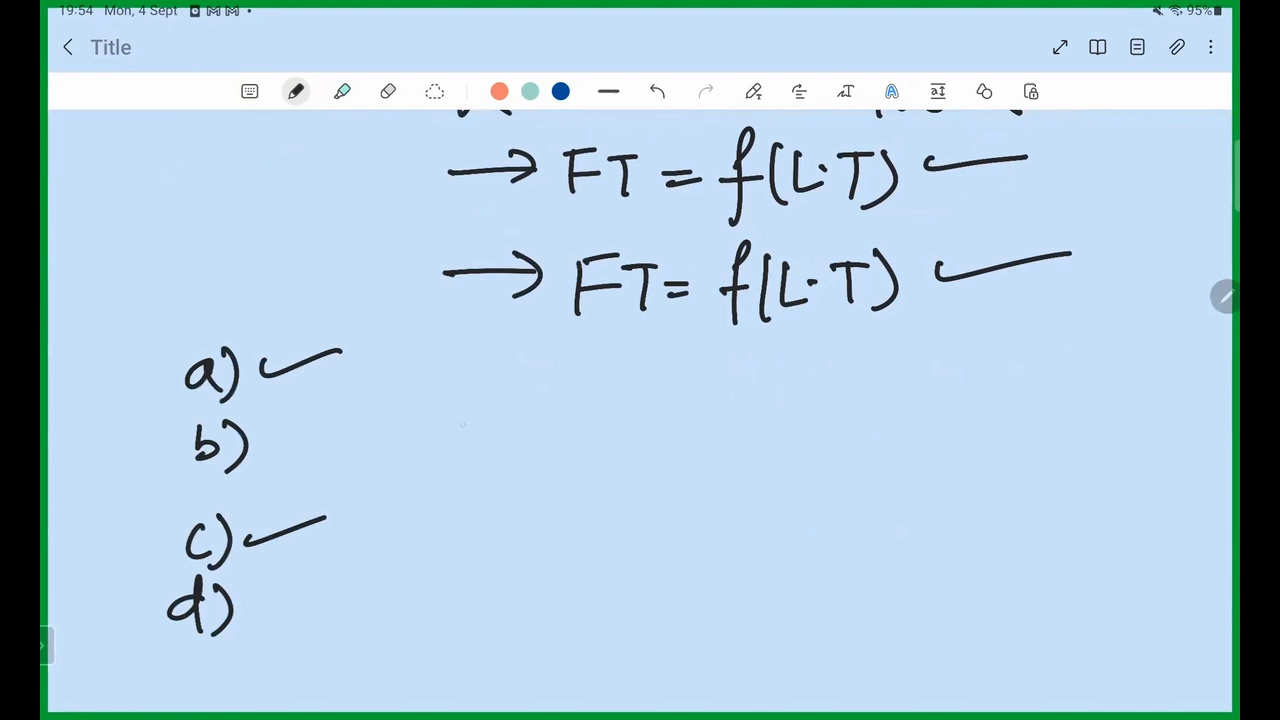 19:54 Mon, 4 Sept
95%
Title
→ FT = f(L·T) ✓
→ FT = f(L·T) ✓
a) ✓
b)
c) ✓
d)